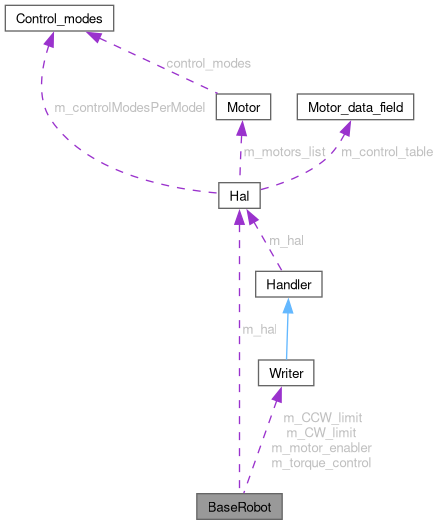 Control_modes
control_modes
m_controlModesPerModel
Motor
Motor_data_field
m_motors_list
m_control_table
Hal
m_hal
Handler
m_hal
Writer
m_CCW_limit
m_CW_limit
m_motor_enabler
m_torque_control
BaseRobot